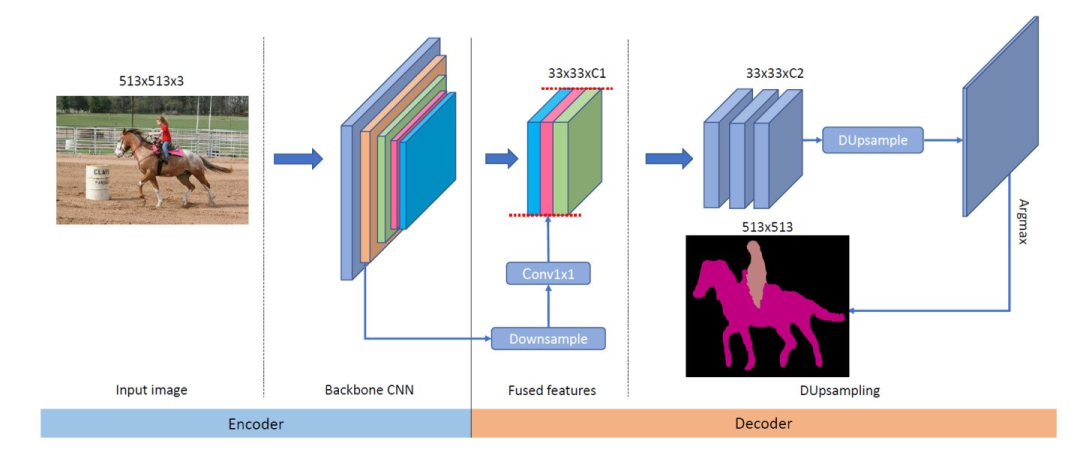 513x513x3
33x33xC1
33x33xC2
DUpsample
Argmax
513x513
Conv1x1
Downsample
Input image
Backbone CNN
Fused features
DUpsampling
Encoder
Decoder